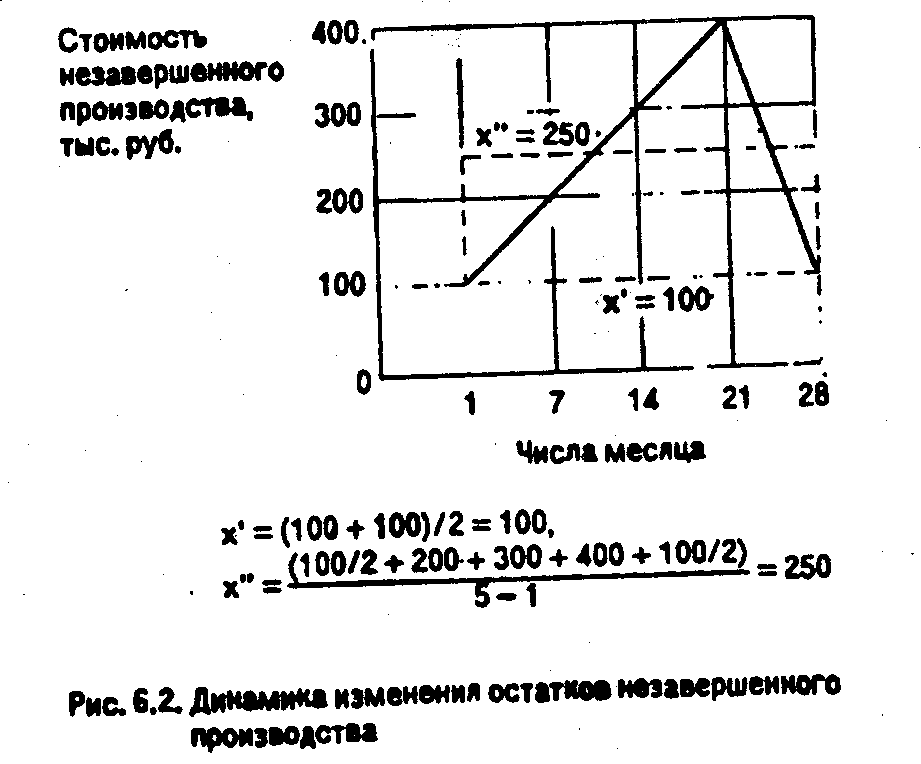 Стоимость
незавершенного
производства,
тыс. руб.
400
300
200
100
0
x" = 250
x' = 100
1 7 14 21 28
Числа месяца
x' = (100 + 100)/2 = 100,
x" = (100/2 + 200 + 300 + 400 + 100/2) = 250
5 – 1
Рис. 6.2. Динамика изменения остатков незавершенного
производства